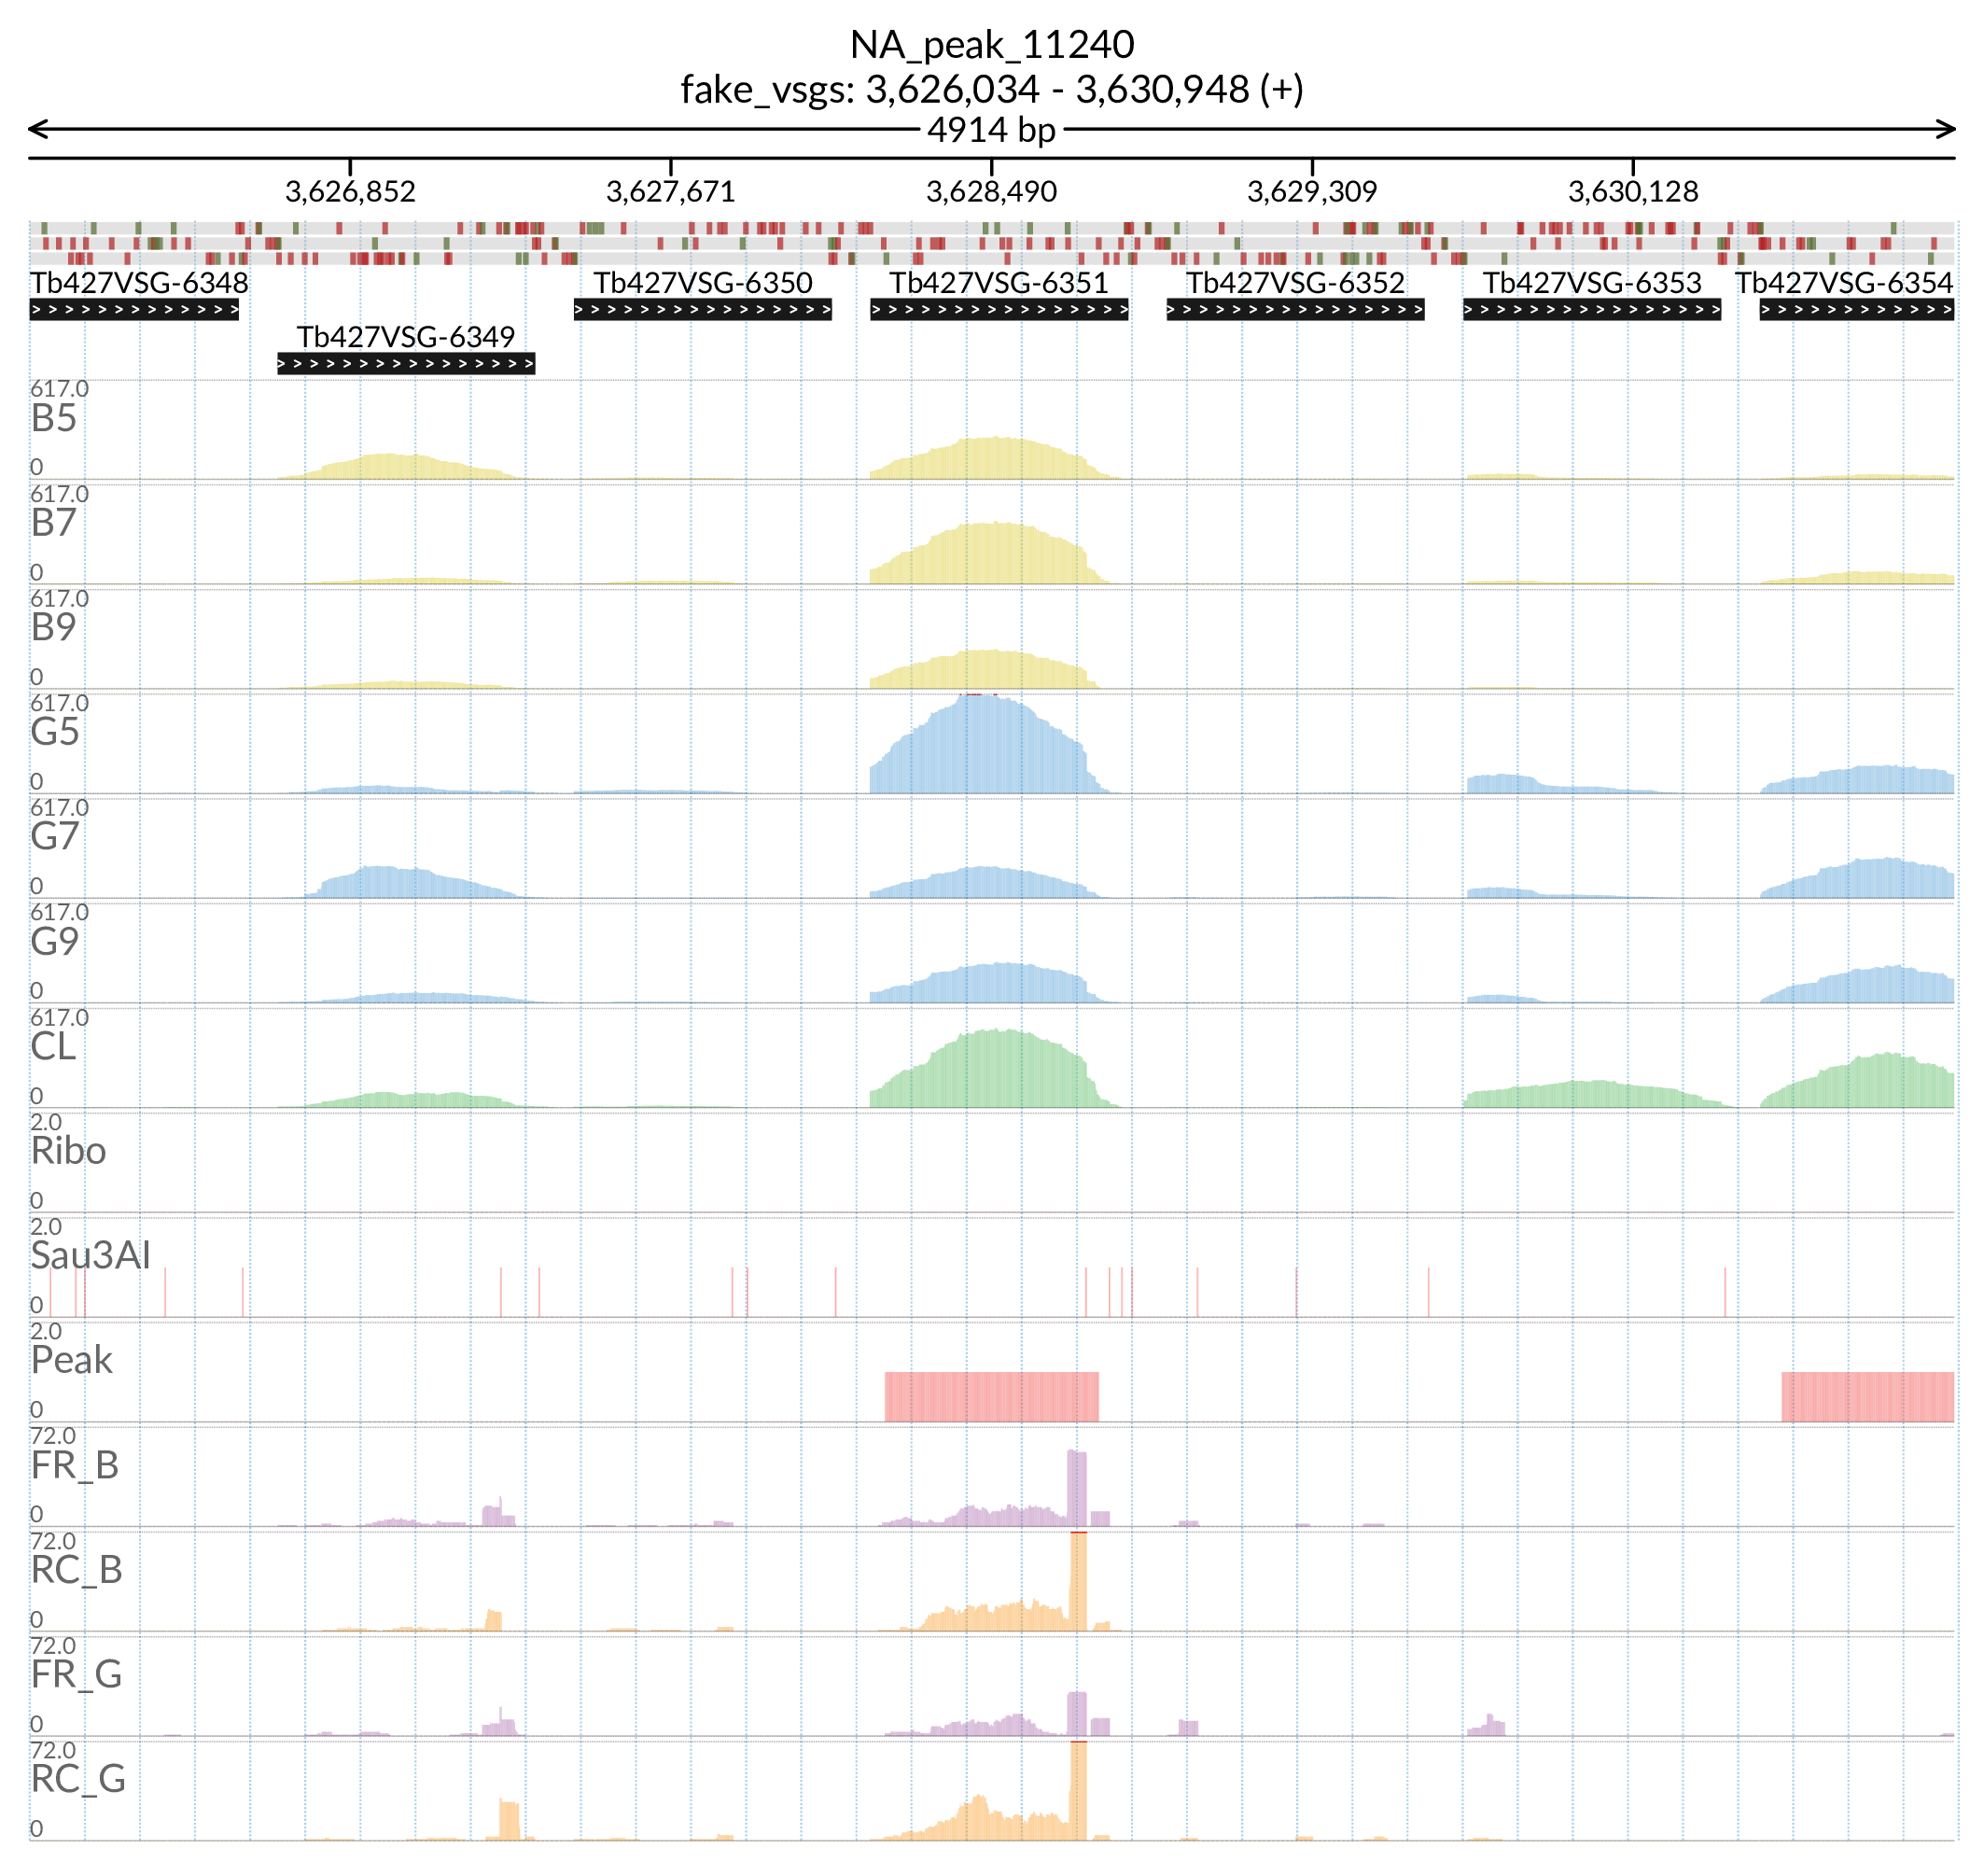 NA_peak_11240
fake_vsgs: 3,626,034 - 3,630,948 (+)
4914 bp
3,626,852 3,627,671 3,628,490 3,629,309 3,630,128
Tb427VSG-6348 Tb427VSG-6350 Tb427VSG-6351 Tb427VSG-6352 Tb427VSG-6353 Tb427VSG-6354
Tb427VSG-6349
617.0
B5
0
617.0
B7
0
617.0
B9
0
617.0
G5
0
617.0
G7
0
617.0
G9
0
617.0
CL
0
2.0
Ribo
0
2.0
Sau3AI
0
2.0
Peak
0
72.0
FR_B
0
72.0
RC_B
0
72.0
FR_G
0
72.0
RC_G
0